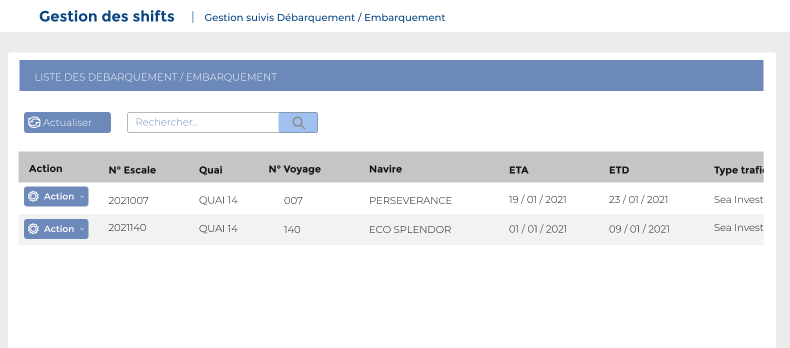 Gestion des shifts | Gestion suivis Débarquement / Embarquement
LISTE DES DEBARQUEMENT / EMBARQUEMENT
Actualiser Rechercher...
Action N° Escale Quai N° Voyage Navire ETA ETD Type trafi
Action 2021007 QUAI 14 007 PERSEVERANCE 19 / 01 / 2021 23 / 01 / 2021 Sea Invest
Action 2021140 QUAI 14 140 ECO SPLENDOR 01 / 01 / 2021 09 / 01 / 2021 Sea Invest